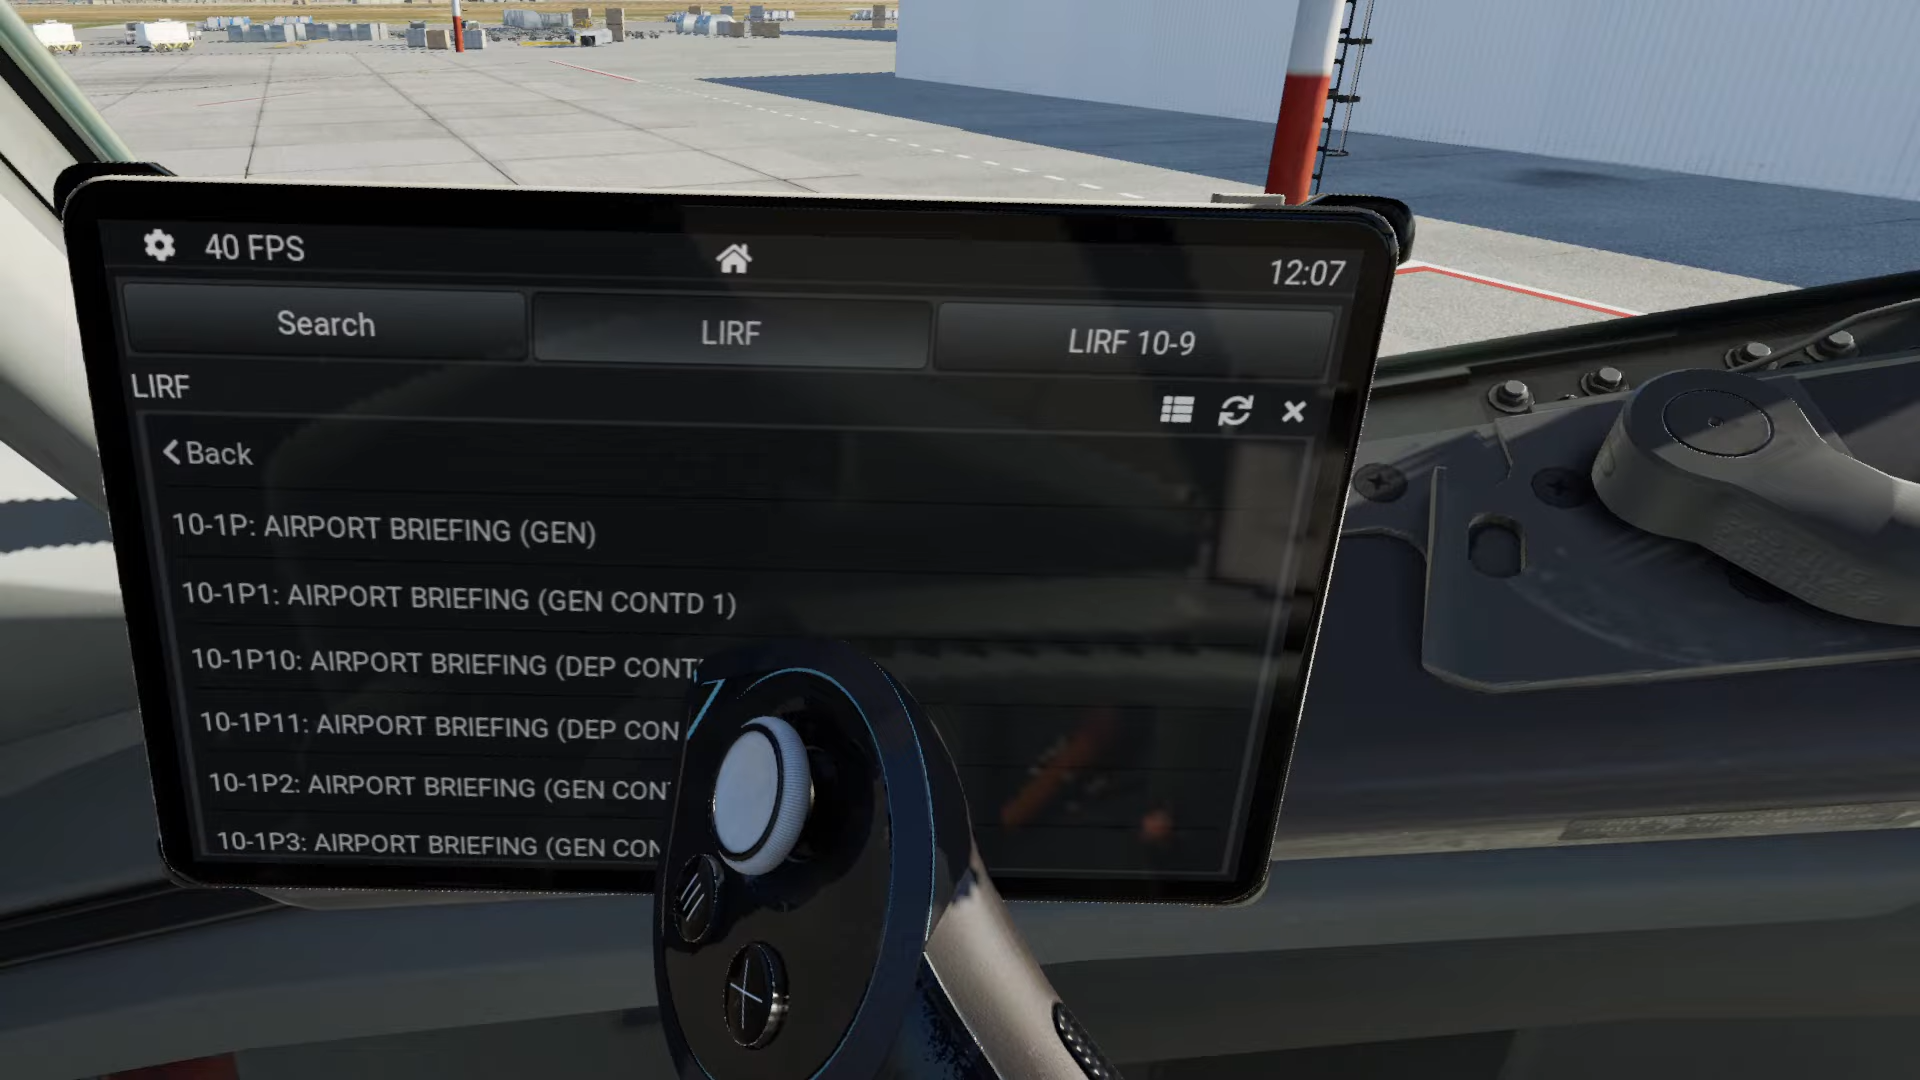 40 FPS
12:07
Search
LIRF
LIRF 10-9
LIRF
Back
10-1P: AIRPORT BRIEFING (GEN)
10-1P1: AIRPORT BRIEFING (GEN CONTD 1)
10-1P10: AIRPORT BRIEFING (DEP CONT
10-1P11: AIRPORT BRIEFING (DEP CON
10-1P2: AIRPORT BRIEFING (GEN CON
10-1P3: AIRPORT BRIEFING (GEN CON